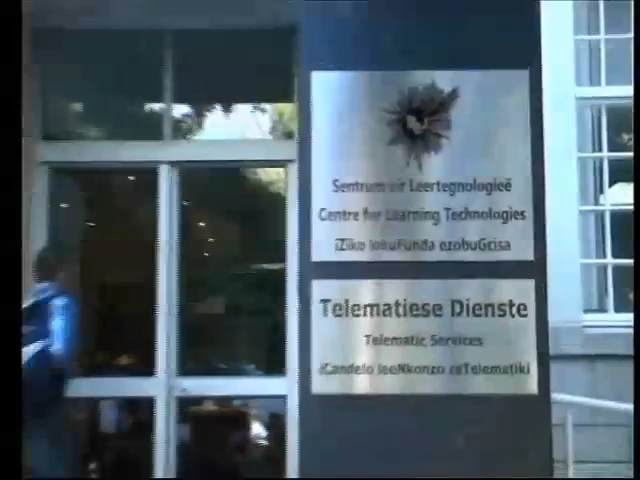 Sentrum vir Leertegnologieë
Centre for Learning Technologies
iZiko lokuFunda ezobuGcisa
Telematiese Dienste
Telematic Services
iCandelo leeNkonzo zeTelematiki